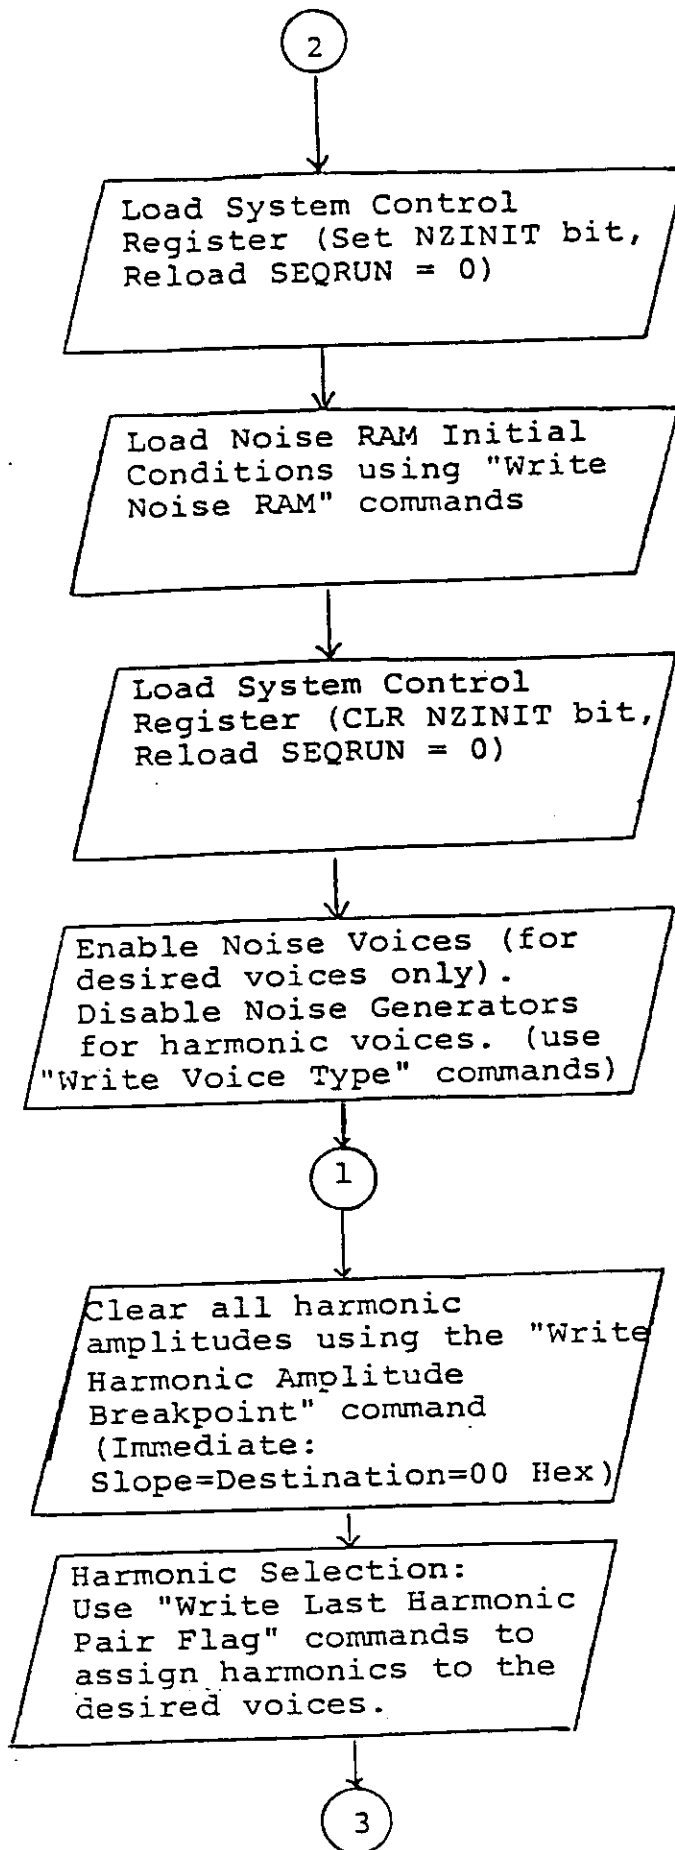 2
Load System Control
Register (Set NZINIT bit,
Reload SEQRUN = 0)
Load Noise RAM Initial
Conditions using "Write
Noise RAM" commands
Load System Control
Register (CLR NZINIT bit,
Reload SEQRUN = 0)
Enable Noise Voices (for
desired voices only).
Disable Noise Generators
for harmonic voices. (use
"Write Voice Type" commands)
1
Clear all harmonic
amplitudes using the "Write
Harmonic Amplitude
Breakpoint" command
(Immediate:
Slope=Destination=00 Hex)
Harmonic Selection:
Use "Write Last Harmonic
Pair Flag" commands to
assign harmonics to the
desired voices.
3